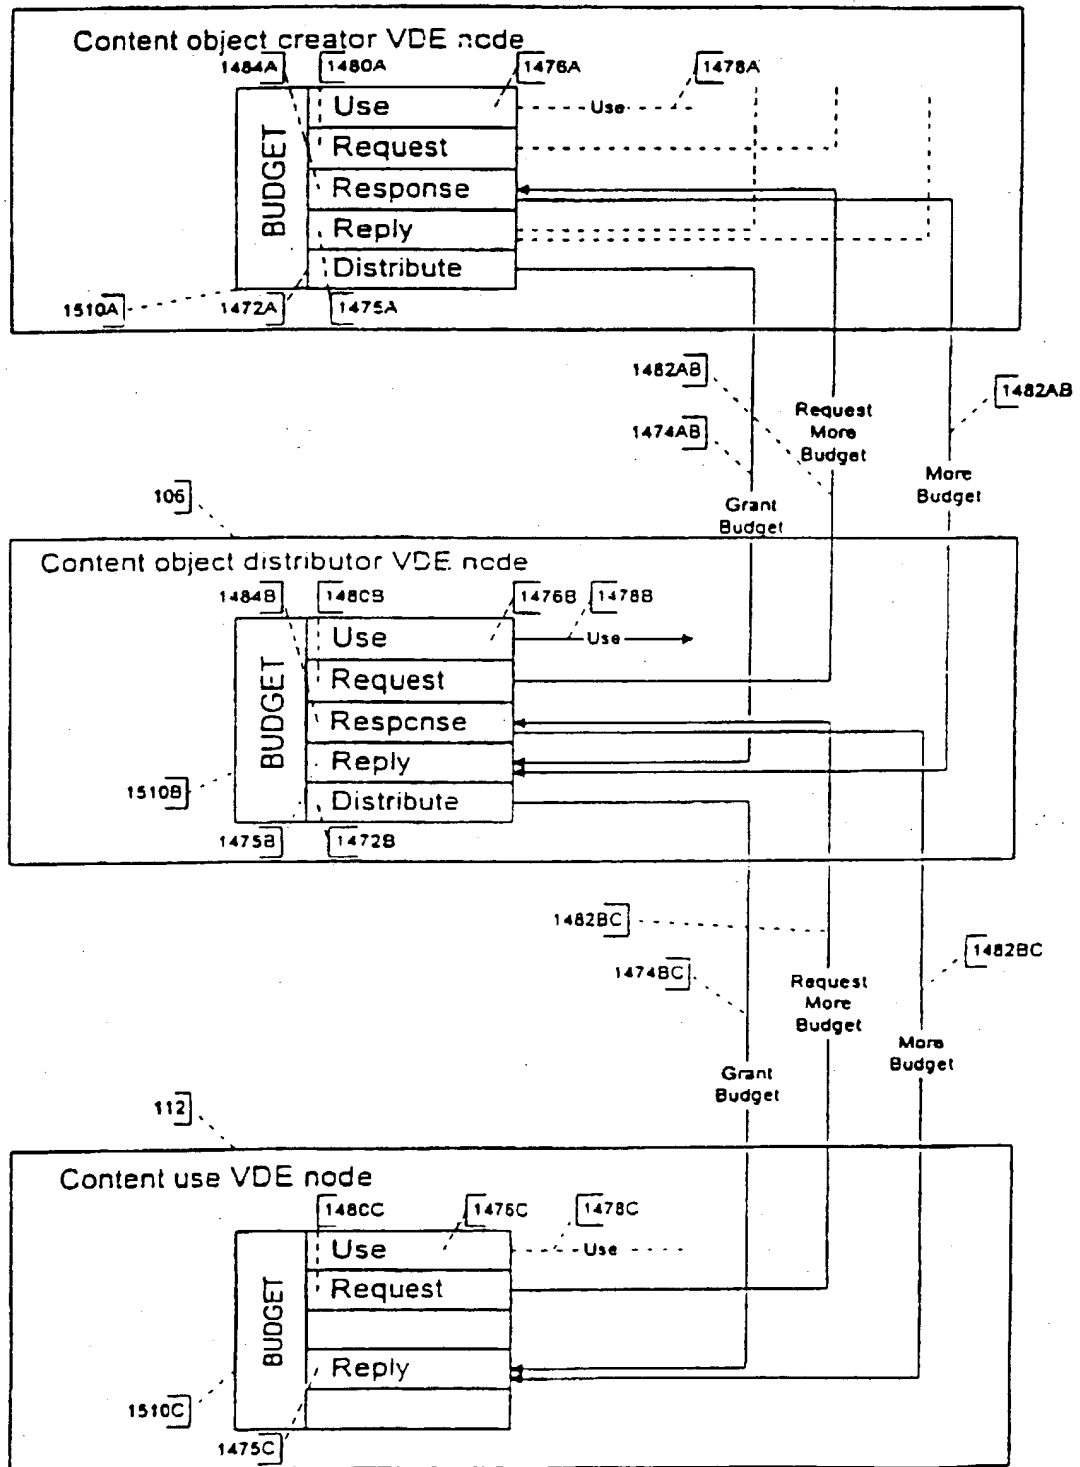 Content object creator VDE node
1484A
1480A
1476A
1478A
BUDGET
Use
Use
Request
Response
Reply
Distribute
1510A
1472A
1475A
1482AB
1474AB
Request
More
Budget
1482AB
More
Budget
Grant
Budget
106
Content object distributor VDE node
1484B
1480B
1476B
1478B
BUDGET
Use
Use
Request
Response
Reply
Distribute
1510B
1475B
1472B
1482BC
1474BC
Request
More
Budget
1482BC
More
Budget
Grant
Budget
112
Content use VDE node
1480C
1476C
1478C
BUDGET
Use
Use
Request
Reply
1510C
1475C